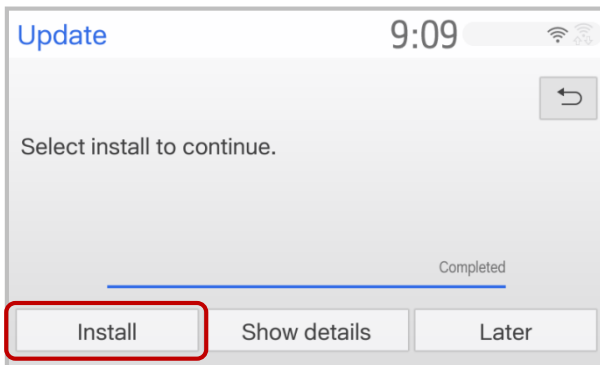 Update 9:09
Select install to continue.
Completed
Install Show details Later